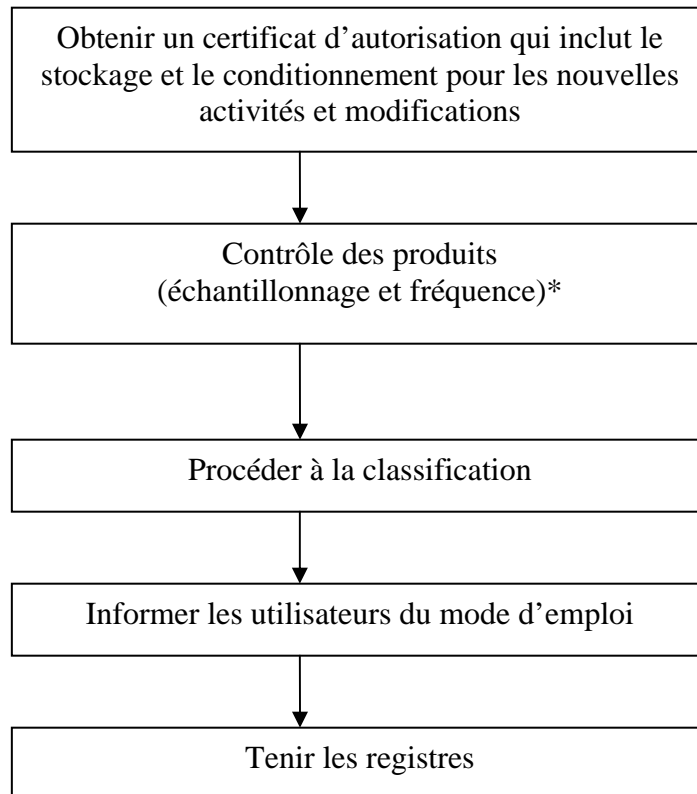 Obtenir un certificat d’autorisation qui inclut le
stockage et le conditionnement pour les nouvelles
activités et modifications
Contrôle des produits
(échantillonnage et fréquence)*
Procéder à la classification
Informer les utilisateurs du mode d’emploi
Tenir les registres